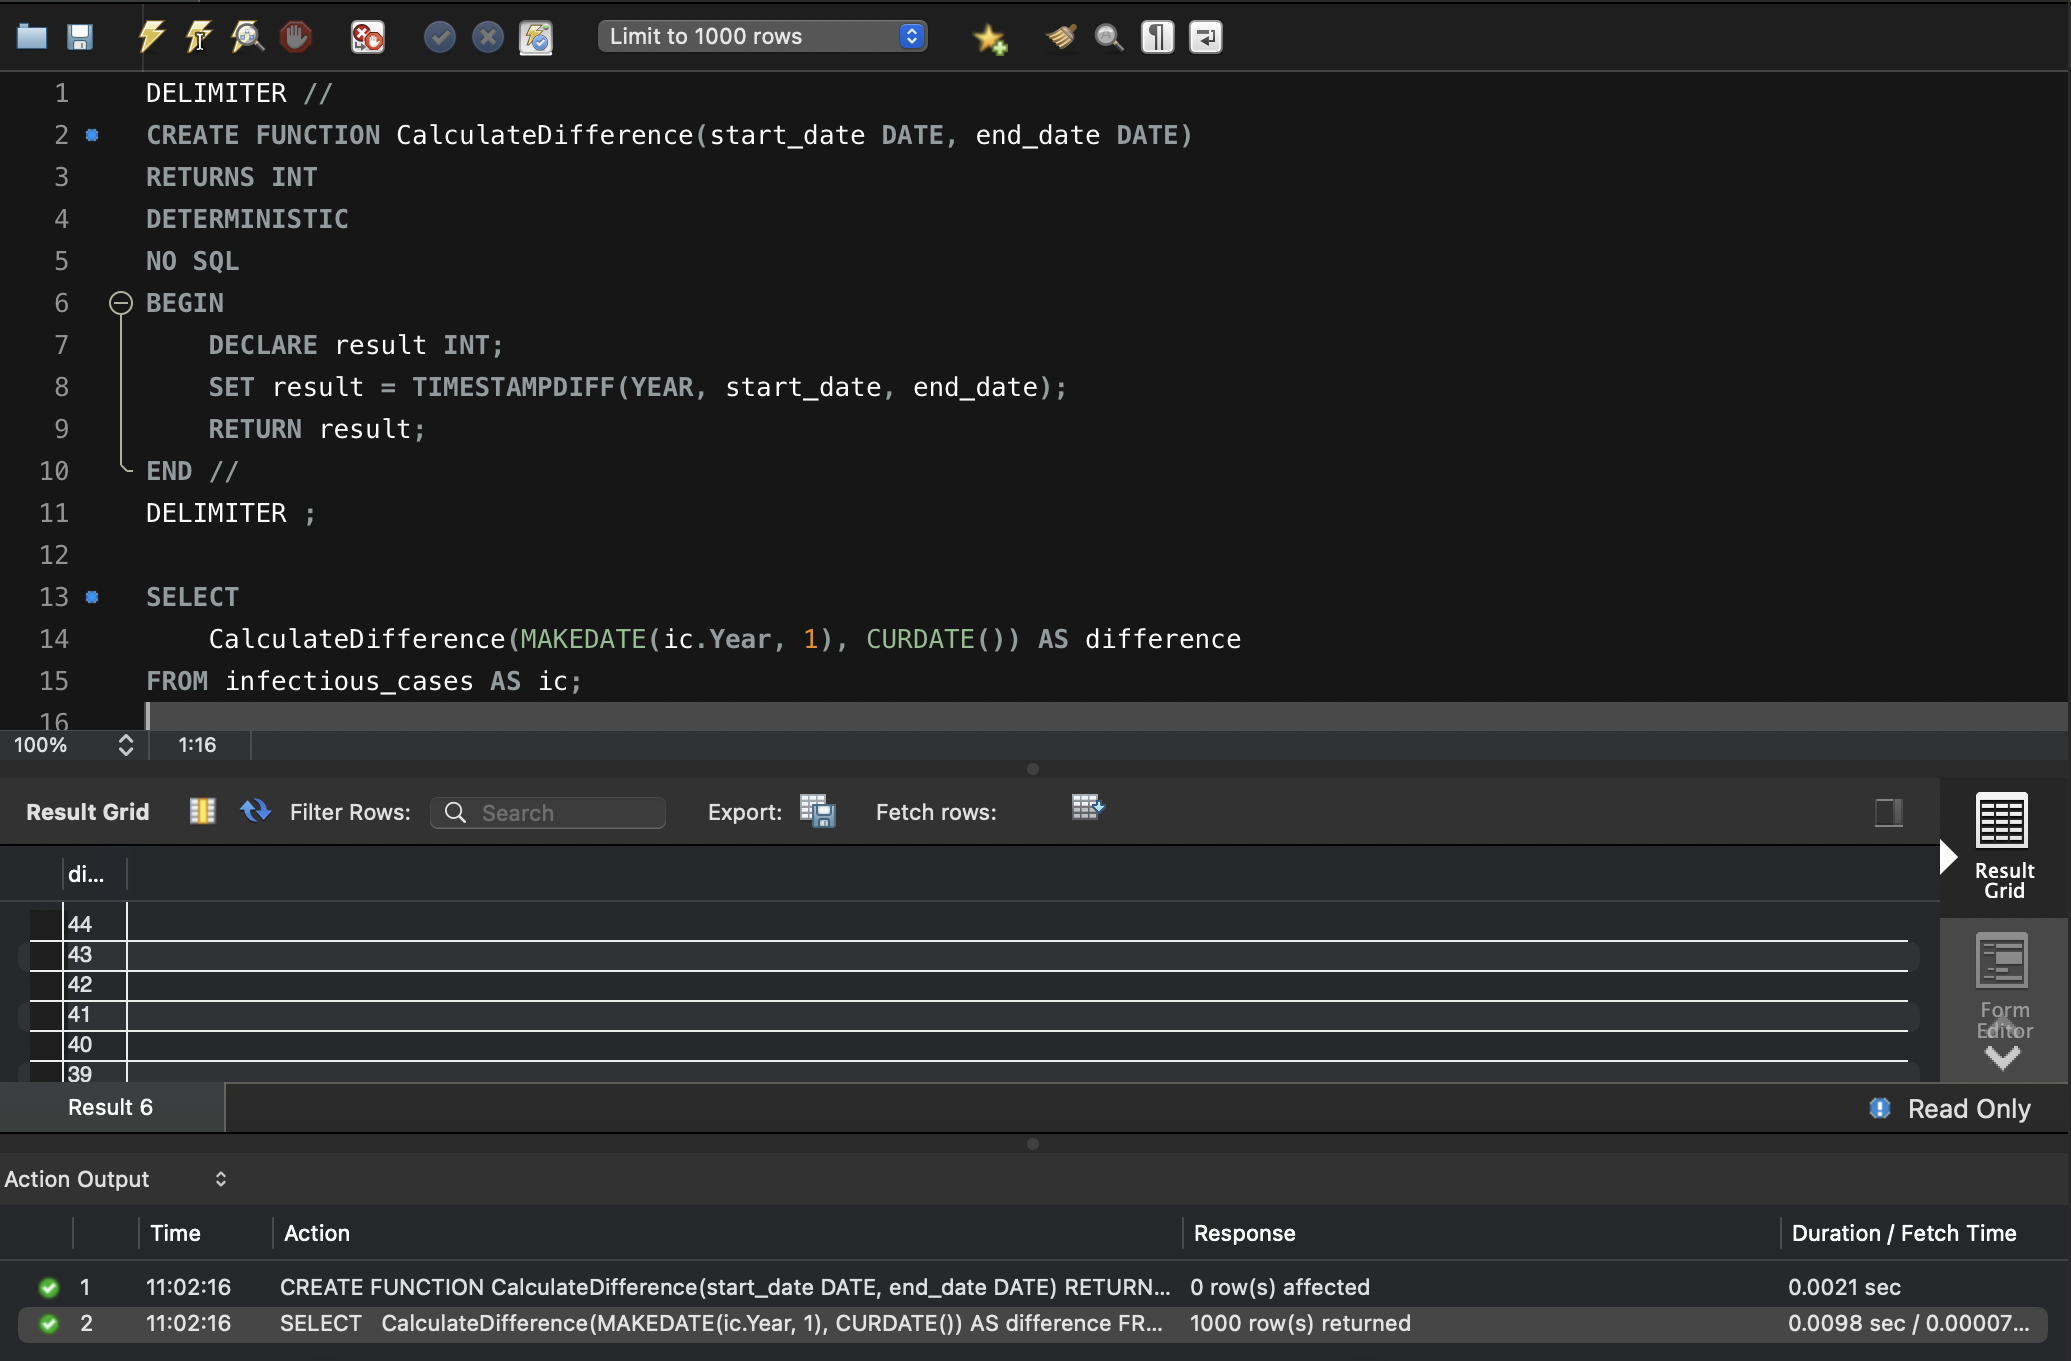 Limit to 1000 rows
1 DELIMITER //
2 CREATE FUNCTION CalculateDifference(start_date DATE, end_date DATE)
3 RETURNS INT
4 DETERMINISTIC
5 NO SQL
6 BEGIN
7 DECLARE result INT;
8 SET result = TIMESTAMPDIFF(YEAR, start_date, end_date);
9 RETURN result;
10 END //
11 DELIMITER ;
12
13 SELECT
14 CalculateDifference(MAKEDATE(ic.Year, 1), CURDATE()) AS difference
15 FROM infectious_cases AS ic;
16
100% 1:16
Result Grid Filter Rows: Search Export: Fetch rows:
Result Grid
Form Editor
di...
44
43
42
41
40
39
Result 6 Read Only
Action Output
Time Action Response Duration / Fetch Time
1 11:02:16 CREATE FUNCTION CalculateDifference(start_date DATE, end_date DATE) RETURN... 0 row(s) affected 0.0021 sec
2 11:02:16 SELECT CalculateDifference(MAKEDATE(ic.Year, 1), CURDATE()) AS difference FR... 1000 row(s) returned 0.0098 sec / 0.00007...